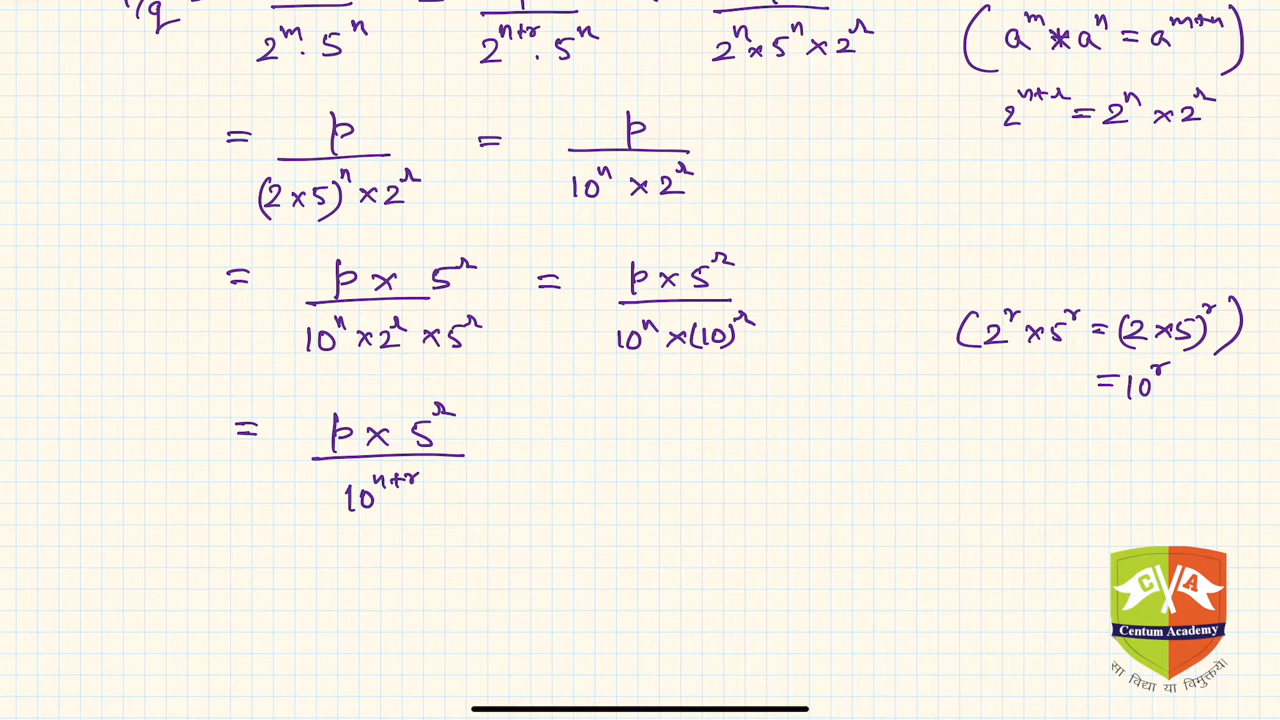 p/q = p/(2^m · 5^n) = p/(2^(n+r) · 5^n) = p/(2^n × 5^n × 2^r) (a^m * a^n = a^(m+n))
2^(n+r) = 2^n × 2^r
= p/((2×5)^n × 2^r) = p/(10^n × 2^r)
= (p × 5^r)/(10^n × 2^r × 5^r) = (p × 5^r)/(10^n × (10)^r) (2^r × 5^r = (2×5)^r)
= 10^r
= (p × 5^r)/10^(n+r)
CA
Centum Academy
सा विद्या या विमुक्तये